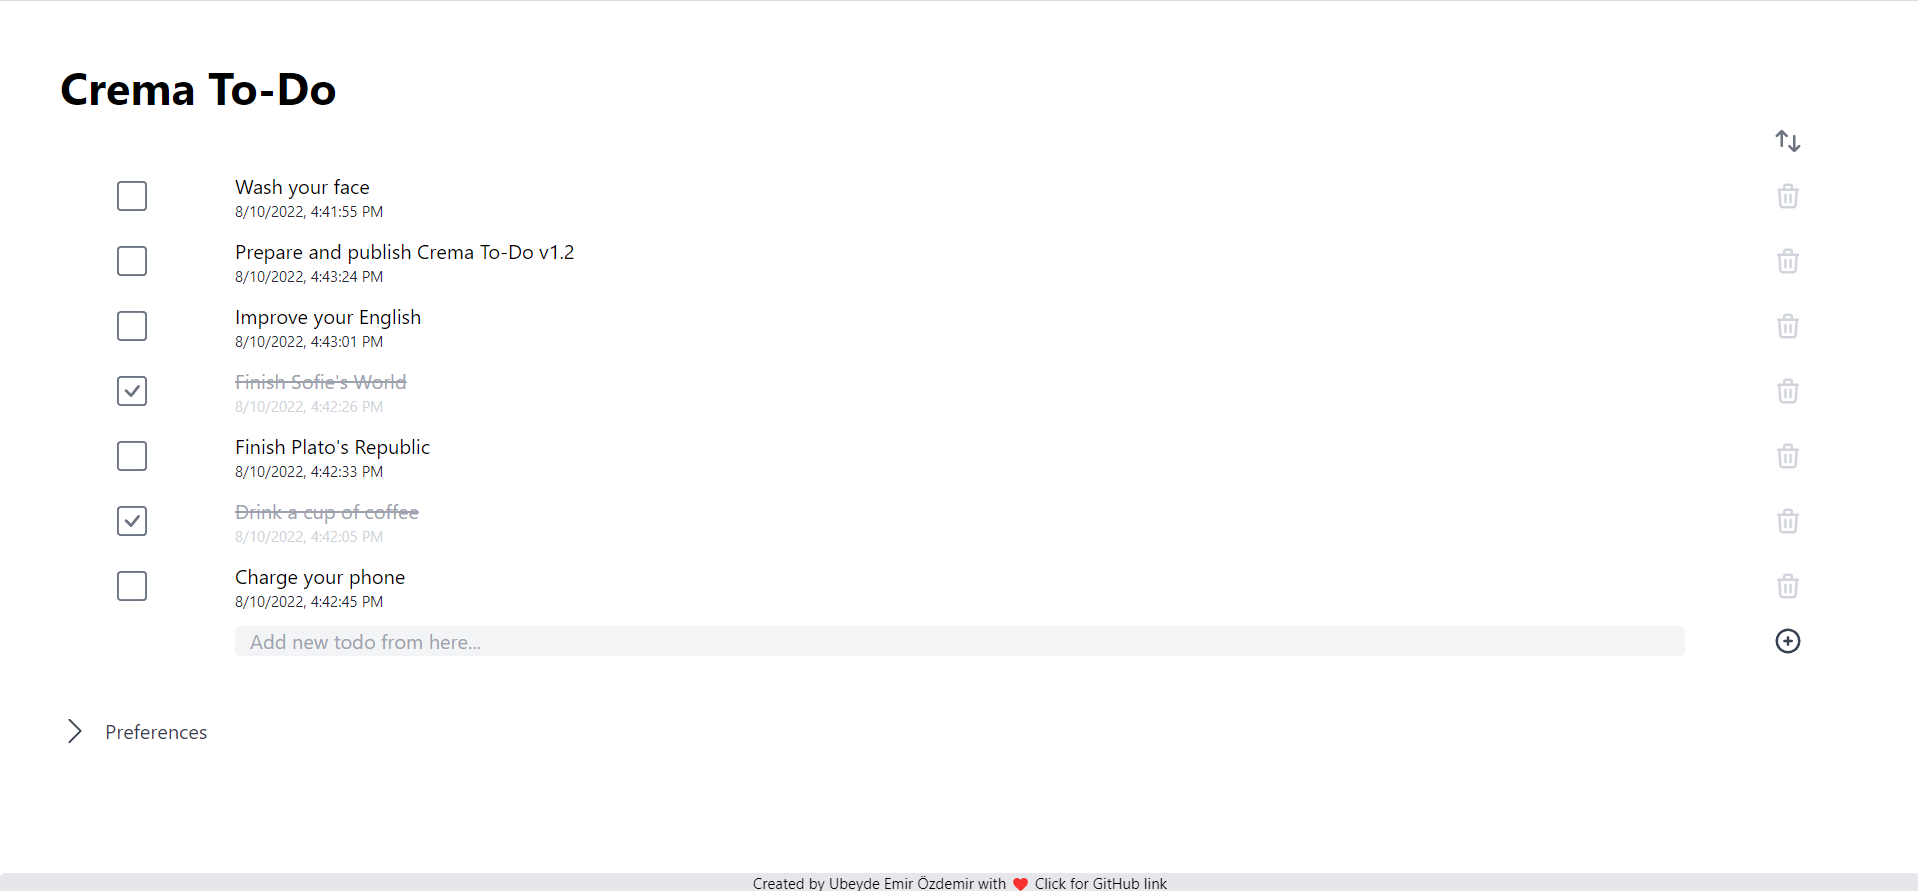 Crema To-Do
Wash your face
8/10/2022, 4:41:55 PM
Prepare and publish Crema To-Do v1.2
8/10/2022, 4:43:24 PM
Improve your English
8/10/2022, 4:43:01 PM
Finish Sofie's World
8/10/2022, 4:42:26 PM
Finish Plato's Republic
8/10/2022, 4:42:33 PM
Drink a cup of coffee
8/10/2022, 4:42:05 PM
Charge your phone
8/10/2022, 4:42:45 PM
Add new todo from here...
Preferences
Created by Ubeyde Emir Özdemir with ❤️ Click for GitHub link